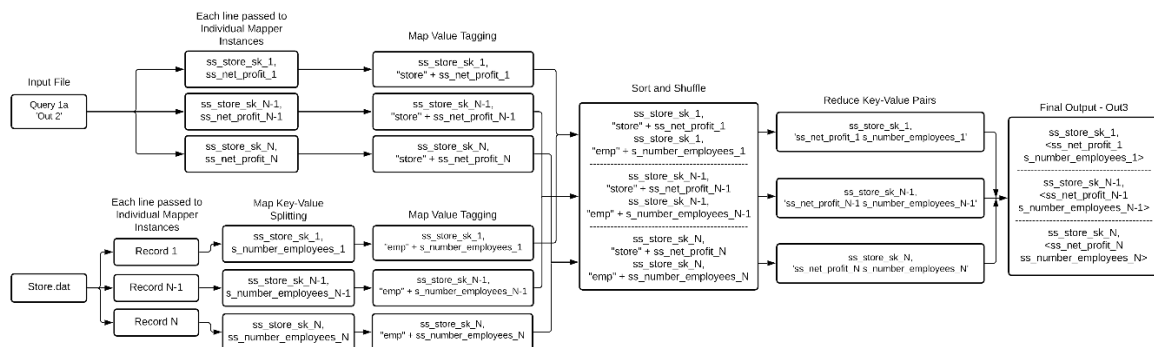 Each line passed to
Individual Mapper
Instances
Map Value Tagging
Input File
Query 1a
'Out 2'
ss_store_sk_1,
ss_net_profit_1
ss_store_sk_N-1,
ss_net_profit_N-1
ss_store_sk_N,
ss_net_profit_N
ss_store_sk_1,
"store" + ss_net_profit_1
ss_store_sk_N-1,
"store" + ss_net_profit_N-1
ss_store_sk_N,
"store" + ss_net_profit_N
Each line passed to
Individual Mapper
Instances
Map Key-Value
Splitting
Map Value Tagging
Store.dat
Record 1
Record N-1
Record N
ss_store_sk_1,
s_number_employees_1
ss_store_sk_N-1,
s_number_employees_N-1
ss_store_sk_N,
ss_number_employees_N
ss_store_sk_1,
"emp" + s_number_employees_1
ss_store_sk_N-1,
"emp" + s_number_employees_N-1
ss_store_sk_N,
"emp" + ss_number_employees_N
Sort and Shuffle
ss_store_sk_1,
"store" + ss_net_profit_1
ss_store_sk_1,
"emp" + s_number_employees_1
ss_store_sk_N-1,
"store" + ss_net_profit_N-1
ss_store_sk_N-1,
"emp" + s_number_employees_N-1
ss_store_sk_N,
"store" + ss_net_profit_N
ss_store_sk_N,
"emp" + ss_number_employees_N
Reduce Key-Value Pairs
ss_store_sk_1,
'ss_net_profit_1 s_number_employees_1'
ss_store_sk_N-1,
'ss_net_profit_N-1 s_number_employees_N-1'
ss_store_sk_N,
'ss_net_profit_N s_number_employees_N'
Final Output - Out3
ss_store_sk_1,
<ss_net_profit_1
s_number_employees_1>
ss_store_sk_N-1,
<ss_net_profit_N-1
s_number_employees_N-1>
ss_store_sk_N,
<ss_net_profit_N
ss_number_employees_N>